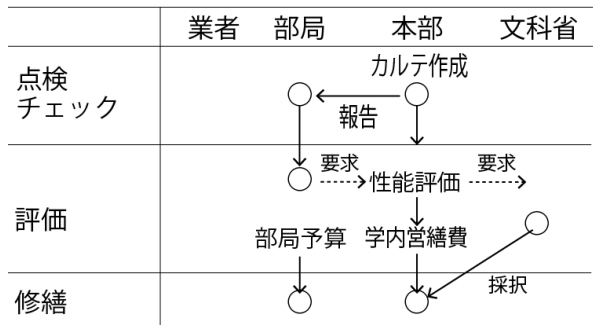 業者 部局 本部 文科省
点検
チェック
カルテ作成
報告
要求 要求
性能評価
評価
部局予算 学内営繕費
採択
修繕